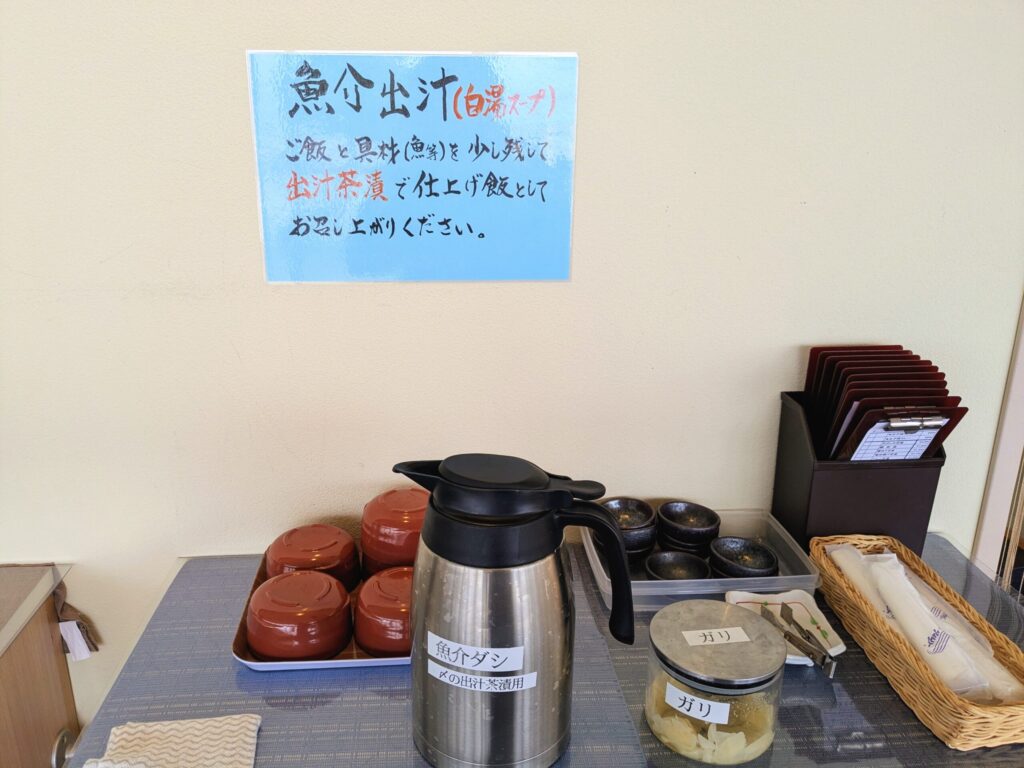 魚介出汁(白湯スープ)
ご飯と具材(魚等)を少し残して
出汁茶漬で仕上げ飯として
お召し上がりください。
魚介ダシ
〆の出汁茶漬用
ガリ
ガリ